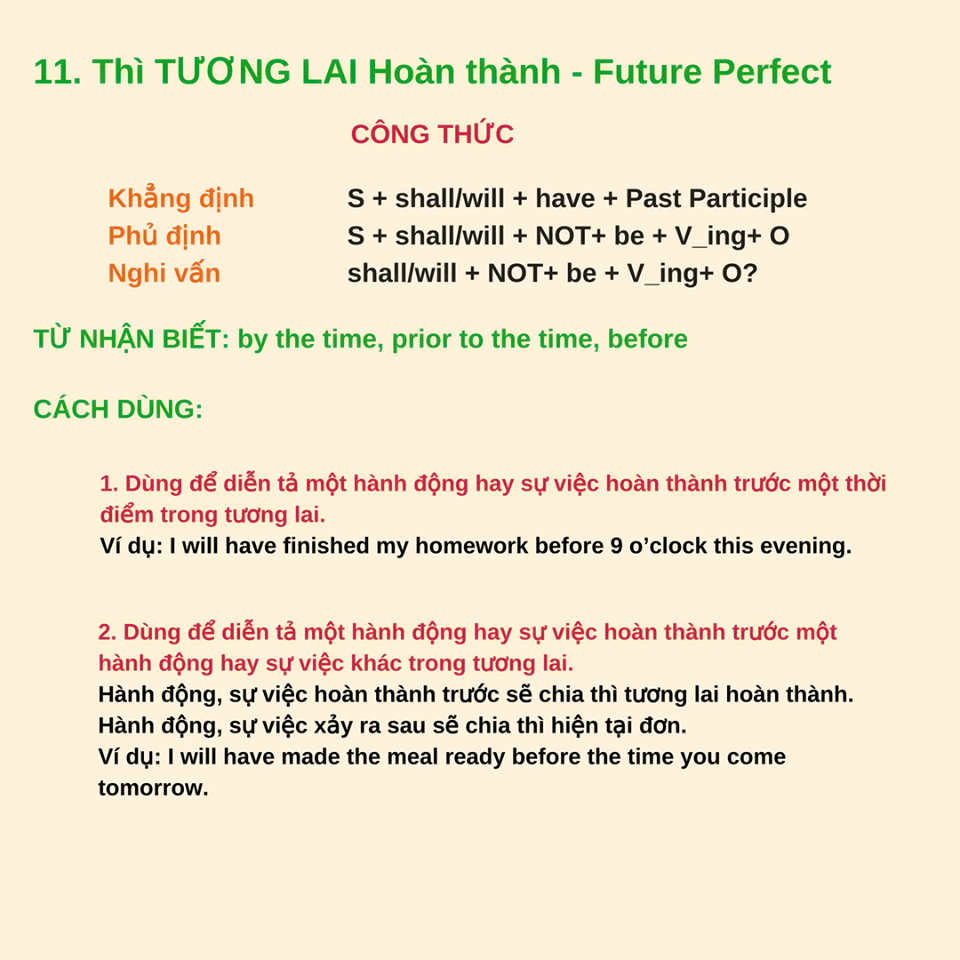 11. Thì TƯƠNG LAI Hoàn thành - Future Perfect
CÔNG THỨC
Khẳng định S + shall/will + have + Past Participle
Phủ định S + shall/will + NOT+ be + V_ing+ O
Nghi vấn shall/will + NOT+ be + V_ing+ O?
TỪ NHẬN BIẾT: by the time, prior to the time, before
CÁCH DÙNG:
1. Dùng để diễn tả một hành động hay sự việc hoàn thành trước một thời
điểm trong tương lai.
Ví dụ: I will have finished my homework before 9 o’clock this evening.
2. Dùng để diễn tả một hành động hay sự việc hoàn thành trước một
hành động hay sự việc khác trong tương lai.
Hành động, sự việc hoàn thành trước sẽ chia thì tương lai hoàn thành.
Hành động, sự việc xảy ra sau sẽ chia thì hiện tại đơn.
Ví dụ: I will have made the meal ready before the time you come
tomorrow.